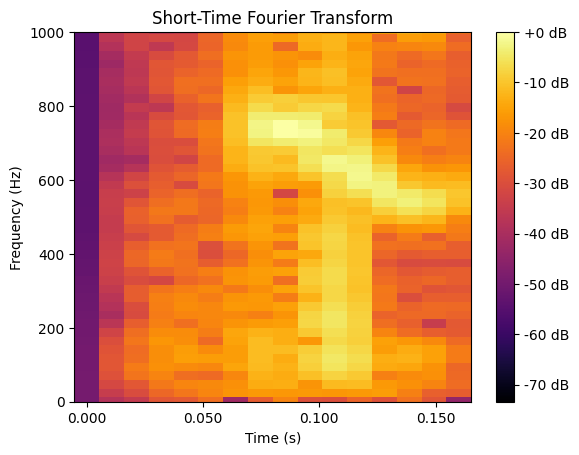 Short-Time Fourier Transform
1000
800
600
400
200
0
Frequency (Hz)
0.000
0.050
0.100
0.150
Time (s)
+0 dB
-10 dB
-20 dB
-30 dB
-40 dB
-50 dB
-60 dB
-70 dB